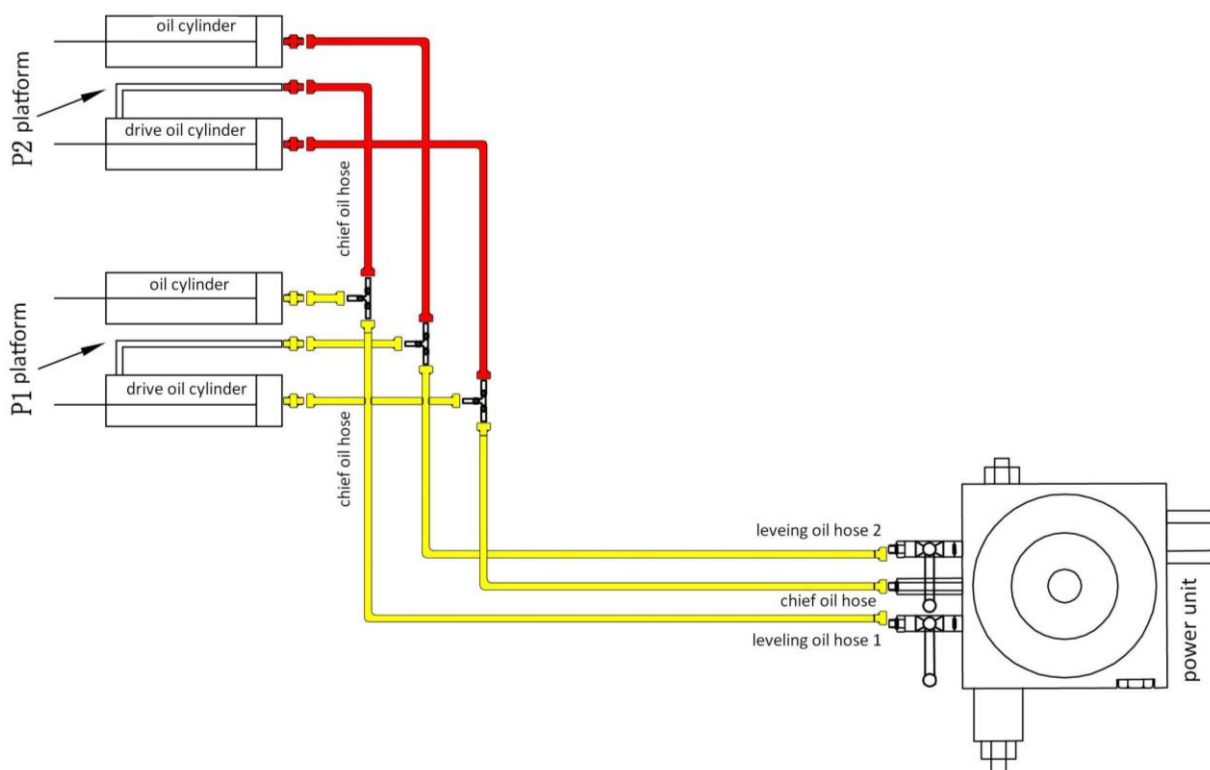 oil cylinder
P2 platform
drive oil cylinder
chief oil hose
oil cylinder
P1 platform
drive oil cylinder
chief oil hose
leveing oil hose 2
chief oil hose
leveling oil hose 1
power unit